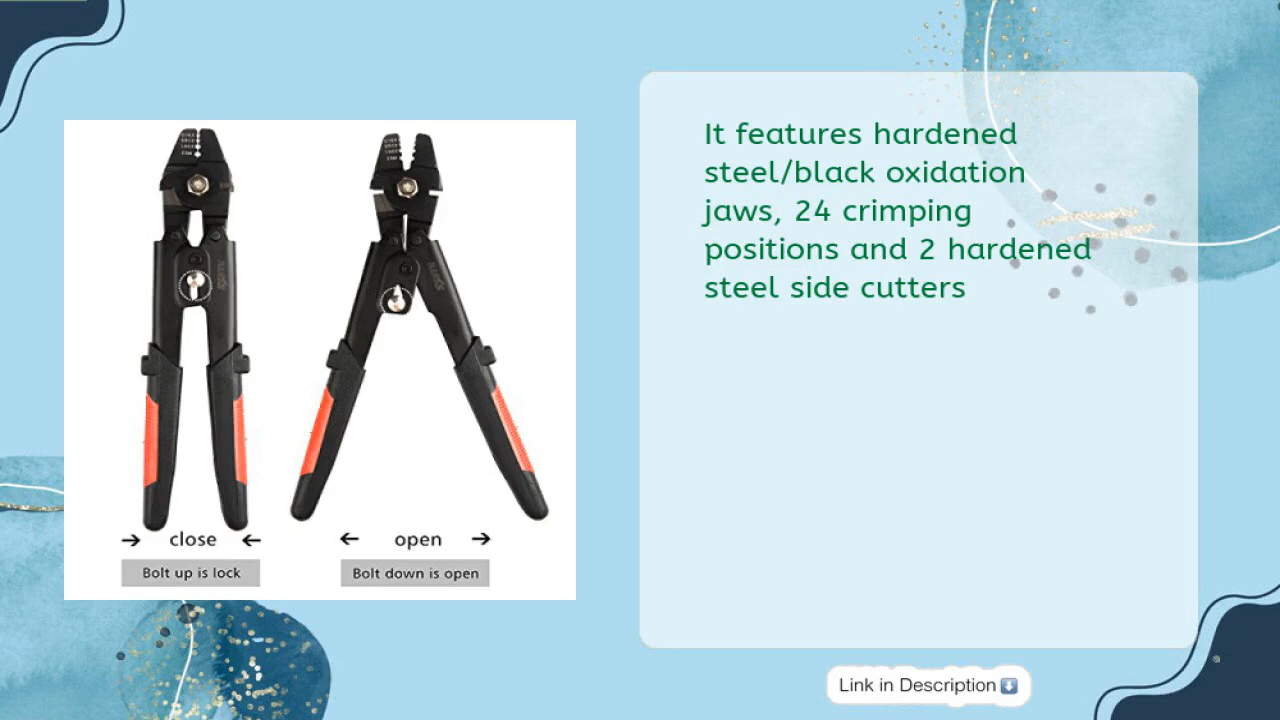 It features hardened
steel/black oxidation
jaws, 24 crimping
positions and 2 hardened
steel side cutters
→ close ←
← open →
Bolt up is lock
Bolt down is open
Link in Description ⬇️